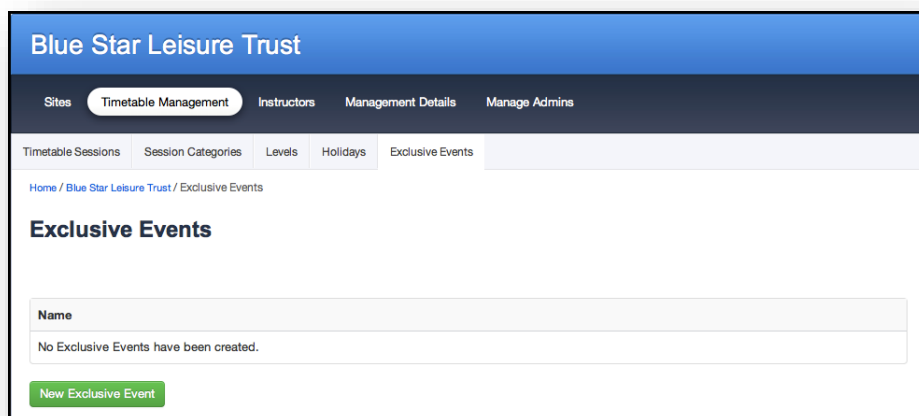 Blue Star Leisure Trust
Sites Timetable Management Instructors Management Details Manage Admins
Timetable Sessions Session Categories Levels Holidays Exclusive Events
Home / Blue Star Leisure Trust / Exclusive Events
Exclusive Events
Name
No Exclusive Events have been created.
New Exclusive Event